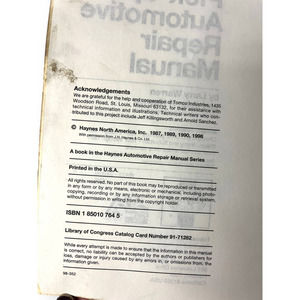 Automotive
Repair
Manual
by Larry Warren
Acknowledgements
We are grateful for the help and cooperation of Tomco Industries, 1435
Woodson Road, St. Louis, Missouri 63132, for their assistance with
technical information and illustrations. Technical writers who con-
tributed to this project include Jeff Killingsworth and Arnold Sanchez.
© Haynes North America, Inc. 1987, 1989, 1990, 1998
With permission from J.H. Haynes & Co. Ltd.
A book in the Haynes Automotive Repair Manual Series
Printed in the U.S.A.
All rights reserved. No part of this book may be reproduced or transmitted
in any form or by any means, electronic or mechanical, including photo-
copying, recording or by any information storage or retrieval system,
without permission in writing from the copyright holder.
ISBN 1 85010 764 5
Library of Congress Catalog Card Number 91-71262
While every attempt is made to ensure that the information in this manual
is correct, no liability can be accepted by the authors or publishers for
loss, damage or injury caused by any errors in, or omissions from, the
information given.
98-352